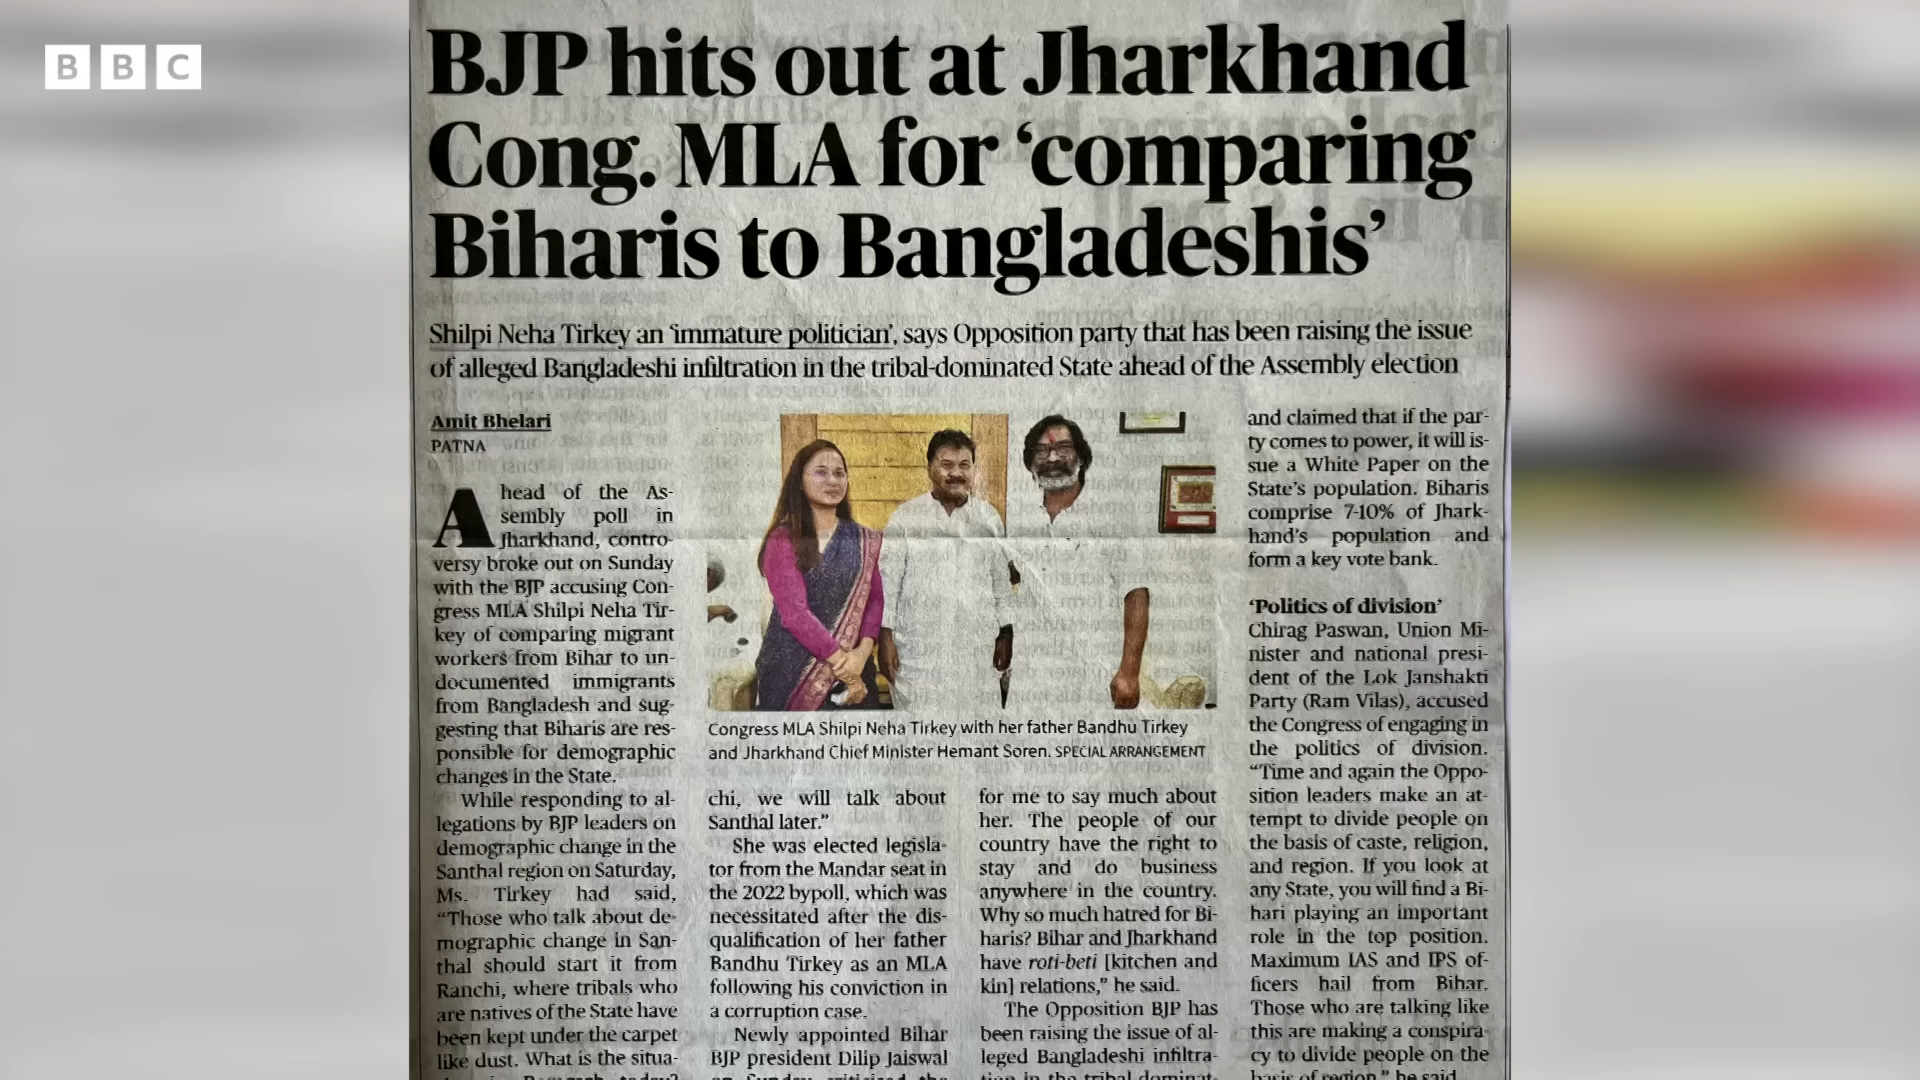 BBC
BJP hits out at Jharkhand
Cong. MLA for ‘comparing
Biharis to Bangladeshis’
Shilpi Neha Tirkey an ‘immature politician’, says Opposition party that has been raising the issue
of alleged Bangladeshi infiltration in the tribal-dominated State ahead of the Assembly election
Amit Bhelari
PATNA
Ahead of the As-
sembly poll in
Jharkhand, contro-
versy broke out on Sunday
with the BJP accusing Con-
gress MLA Shilpi Neha Tir-
key of comparing migrant
workers from Bihar to un-
documented immigrants
from Bangladesh and sug-
gesting that Biharis are res-
ponsible for demographic
changes in the State.
While responding to al-
legations by BJP leaders on
demographic change in the
Santhal region on Saturday,
Ms. Tirkey had said,
“Those who talk about de-
mographic change in San-
thal should start it from
Ranchi, where tribals who
are natives of the State have
been kept under the carpet
like dust. What is the situa-
Congress MLA Shilpi Neha Tirkey with her father Bandhu Tirkey
and Jharkhand Chief Minister Hemant Soren. SPECIAL ARRANGEMENT
chi, we will talk about
Santhal later.”
She was elected legisla-
tor from the Mandar seat in
the 2022 bypoll, which was
necessitated after the dis-
qualification of her father
Bandhu Tirkey as an MLA
following his conviction in
a corruption case.
Newly appointed Bihar
BJP president Dilip Jaiswal
for me to say much about
her. The people of our
country have the right to
stay and do business
anywhere in the country.
Why so much hatred for Bi-
haris? Bihar and Jharkhand
have roti-beti [kitchen and
kin] relations,” he said.
The Opposition BJP has
been raising the issue of al-
leged Bangladeshi infiltra-
tion in the tribal-dominat-
and claimed that if the par-
ty comes to power, it will is-
sue a White Paper on the
State’s population. Biharis
comprise 7-10% of Jhark-
hand’s population and
form a key vote bank.
‘Politics of division’
Chirag Paswan, Union Mi-
nister and national presi-
dent of the Lok Janshakti
Party (Ram Vilas), accused
the Congress of engaging in
the politics of division.
“Time and again the Oppo-
sition leaders make an at-
tempt to divide people on
the basis of caste, religion,
and region. If you look at
any State, you will find a Bi-
hari playing an important
role in the top position.
Maximum IAS and IPS of-
ficers hail from Bihar.
Those who are talking like
this are making a conspira-
cy to divide people on the
basis of region,” he said.